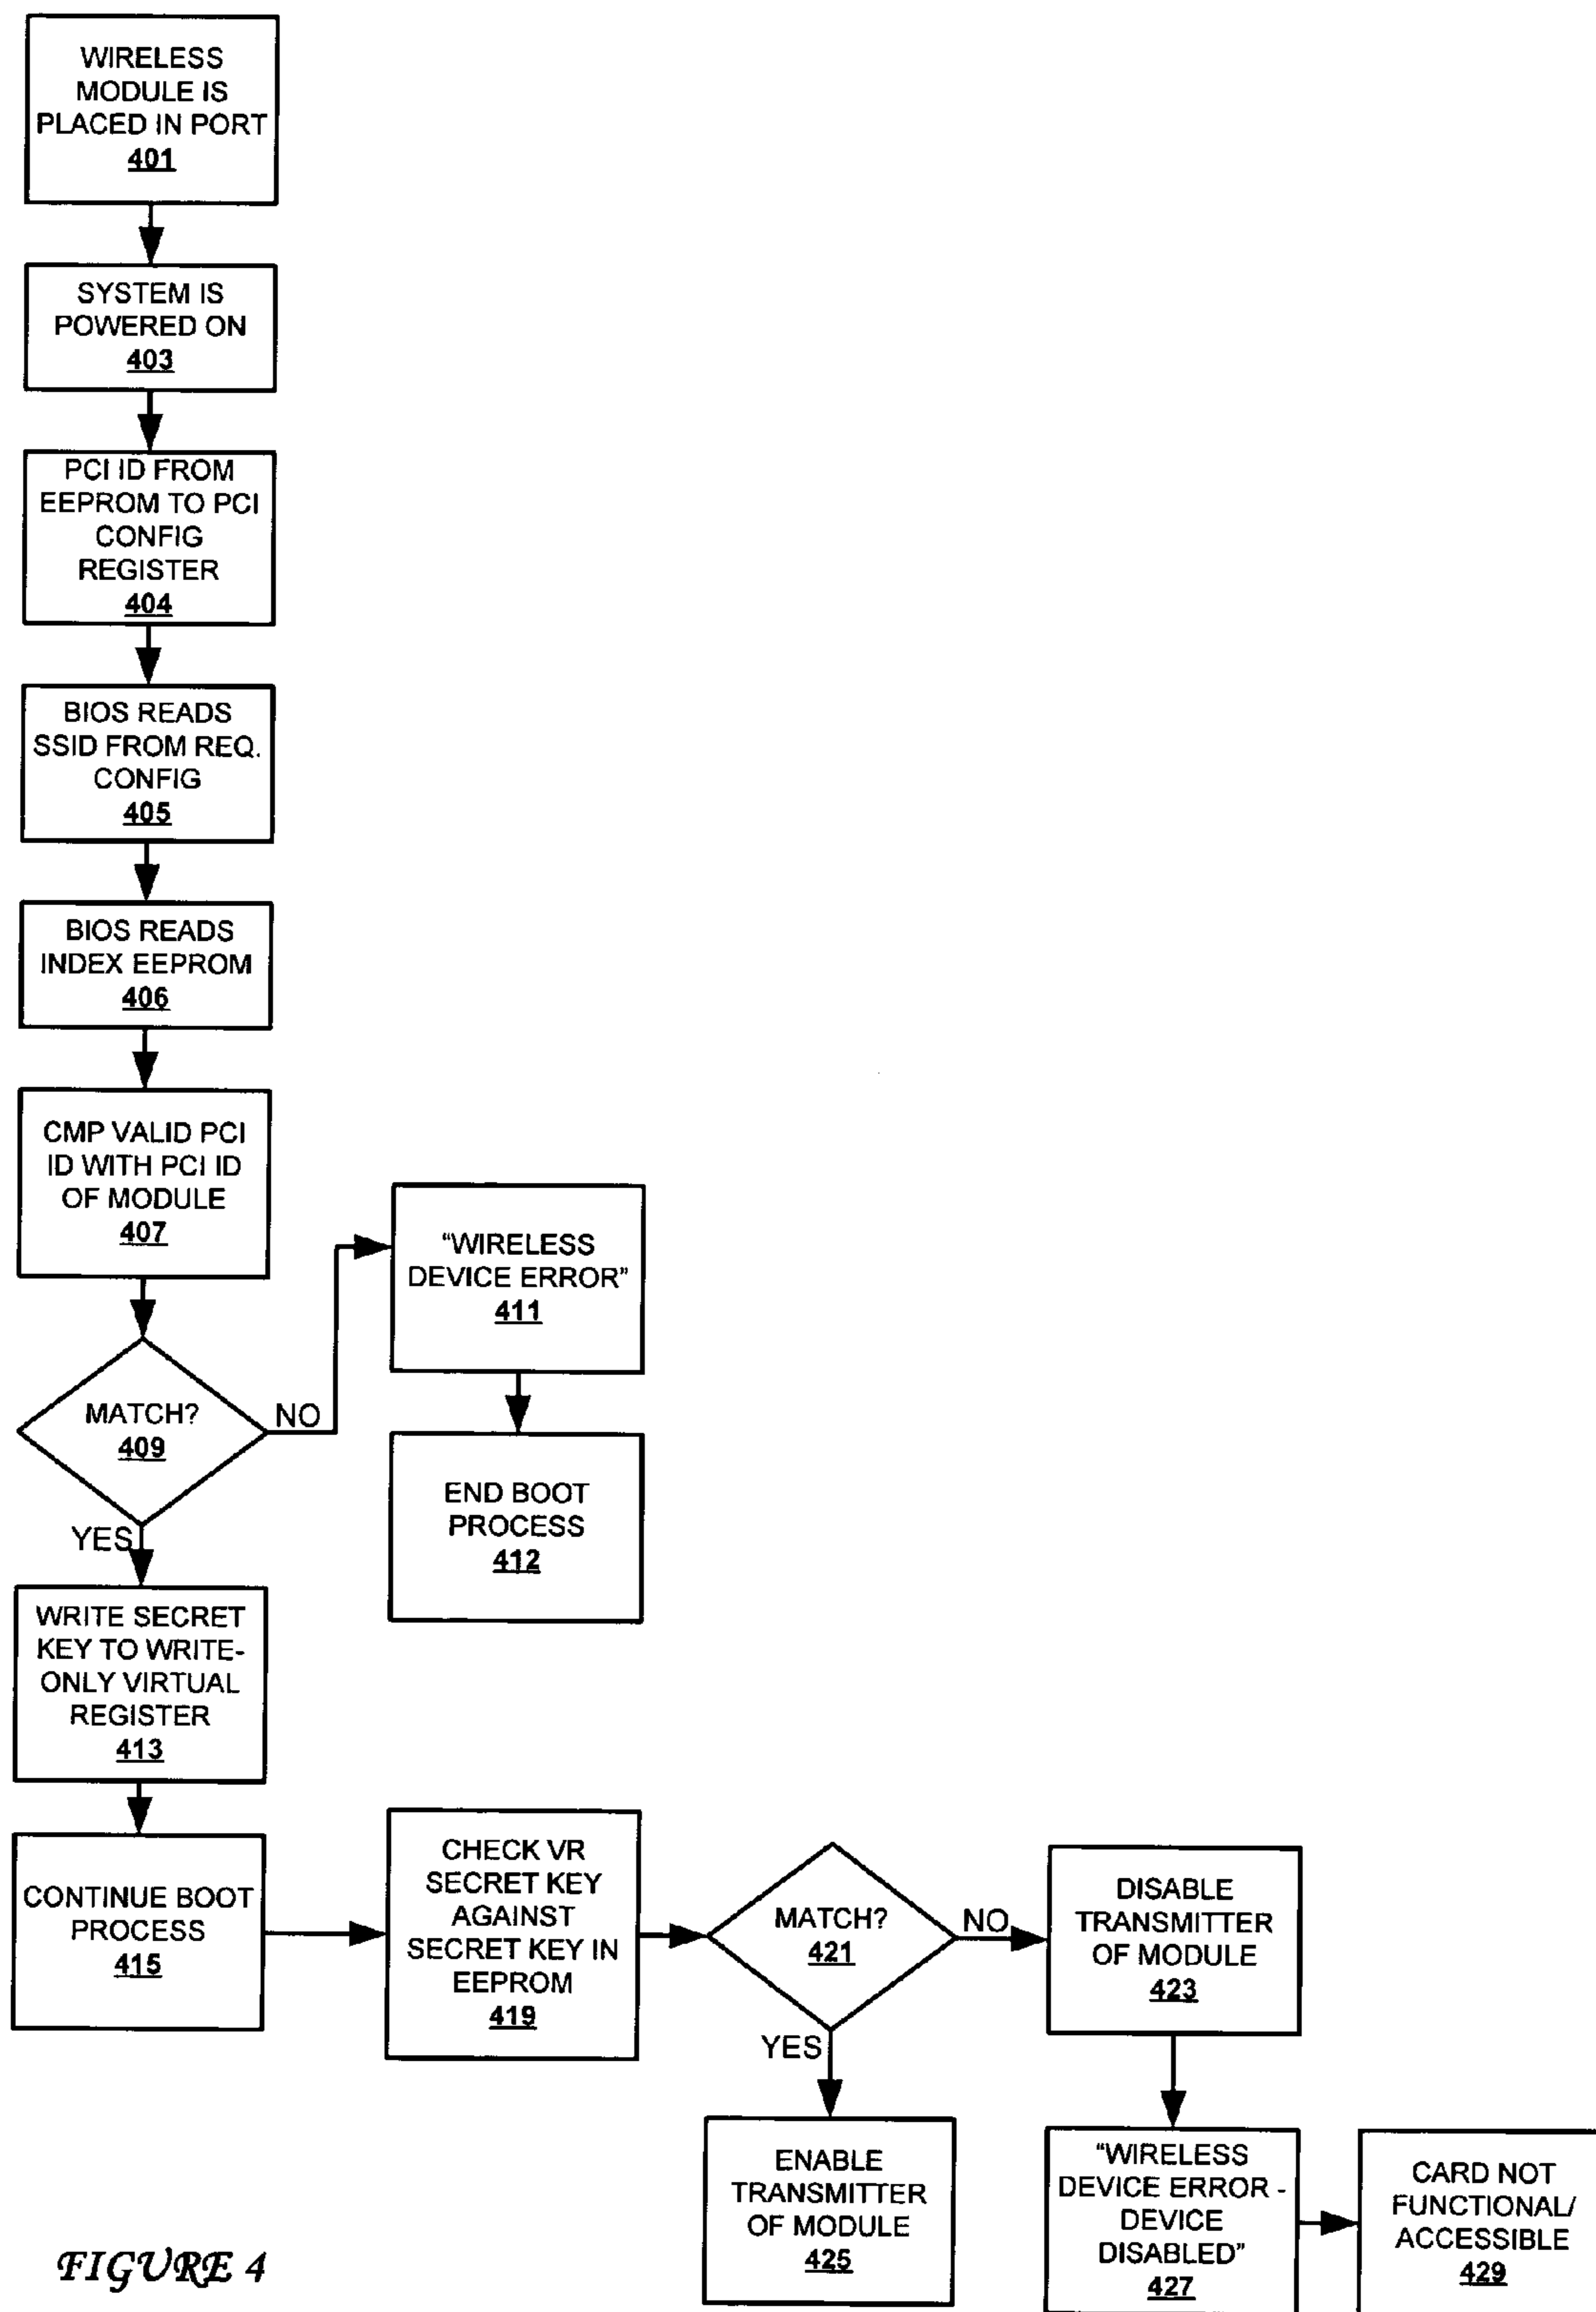 WIRELESS
MODULE IS
PLACED IN PORT
401
SYSTEM IS
POWERED ON
403
PCI ID FROM
EEPROM TO PCI
CONFIG
REGISTER
404
BIOS READS
SSID FROM REQ.
CONFIG
405
BIOS READS
INDEX EEPROM
406
CMP VALID PCI
ID WITH PCI ID
OF MODULE
407
MATCH?
409
NO
"WIRELESS
DEVICE ERROR"
411
END BOOT
PROCESS
412
YES
WRITE SECRET
KEY TO WRITE-
ONLY VIRTUAL
REGISTER
413
CONTINUE BOOT
PROCESS
415
CHECK VR
SECRET KEY
AGAINST
SECRET KEY IN
EEPROM
419
MATCH?
421
NO
DISABLE
TRANSMITTER
OF MODULE
423
YES
ENABLE
TRANSMITTER
OF MODULE
425
"WIRELESS
DEVICE ERROR -
DEVICE
DISABLED"
427
CARD NOT
FUNCTIONAL/
ACCESSIBLE
429
FIGURE 4